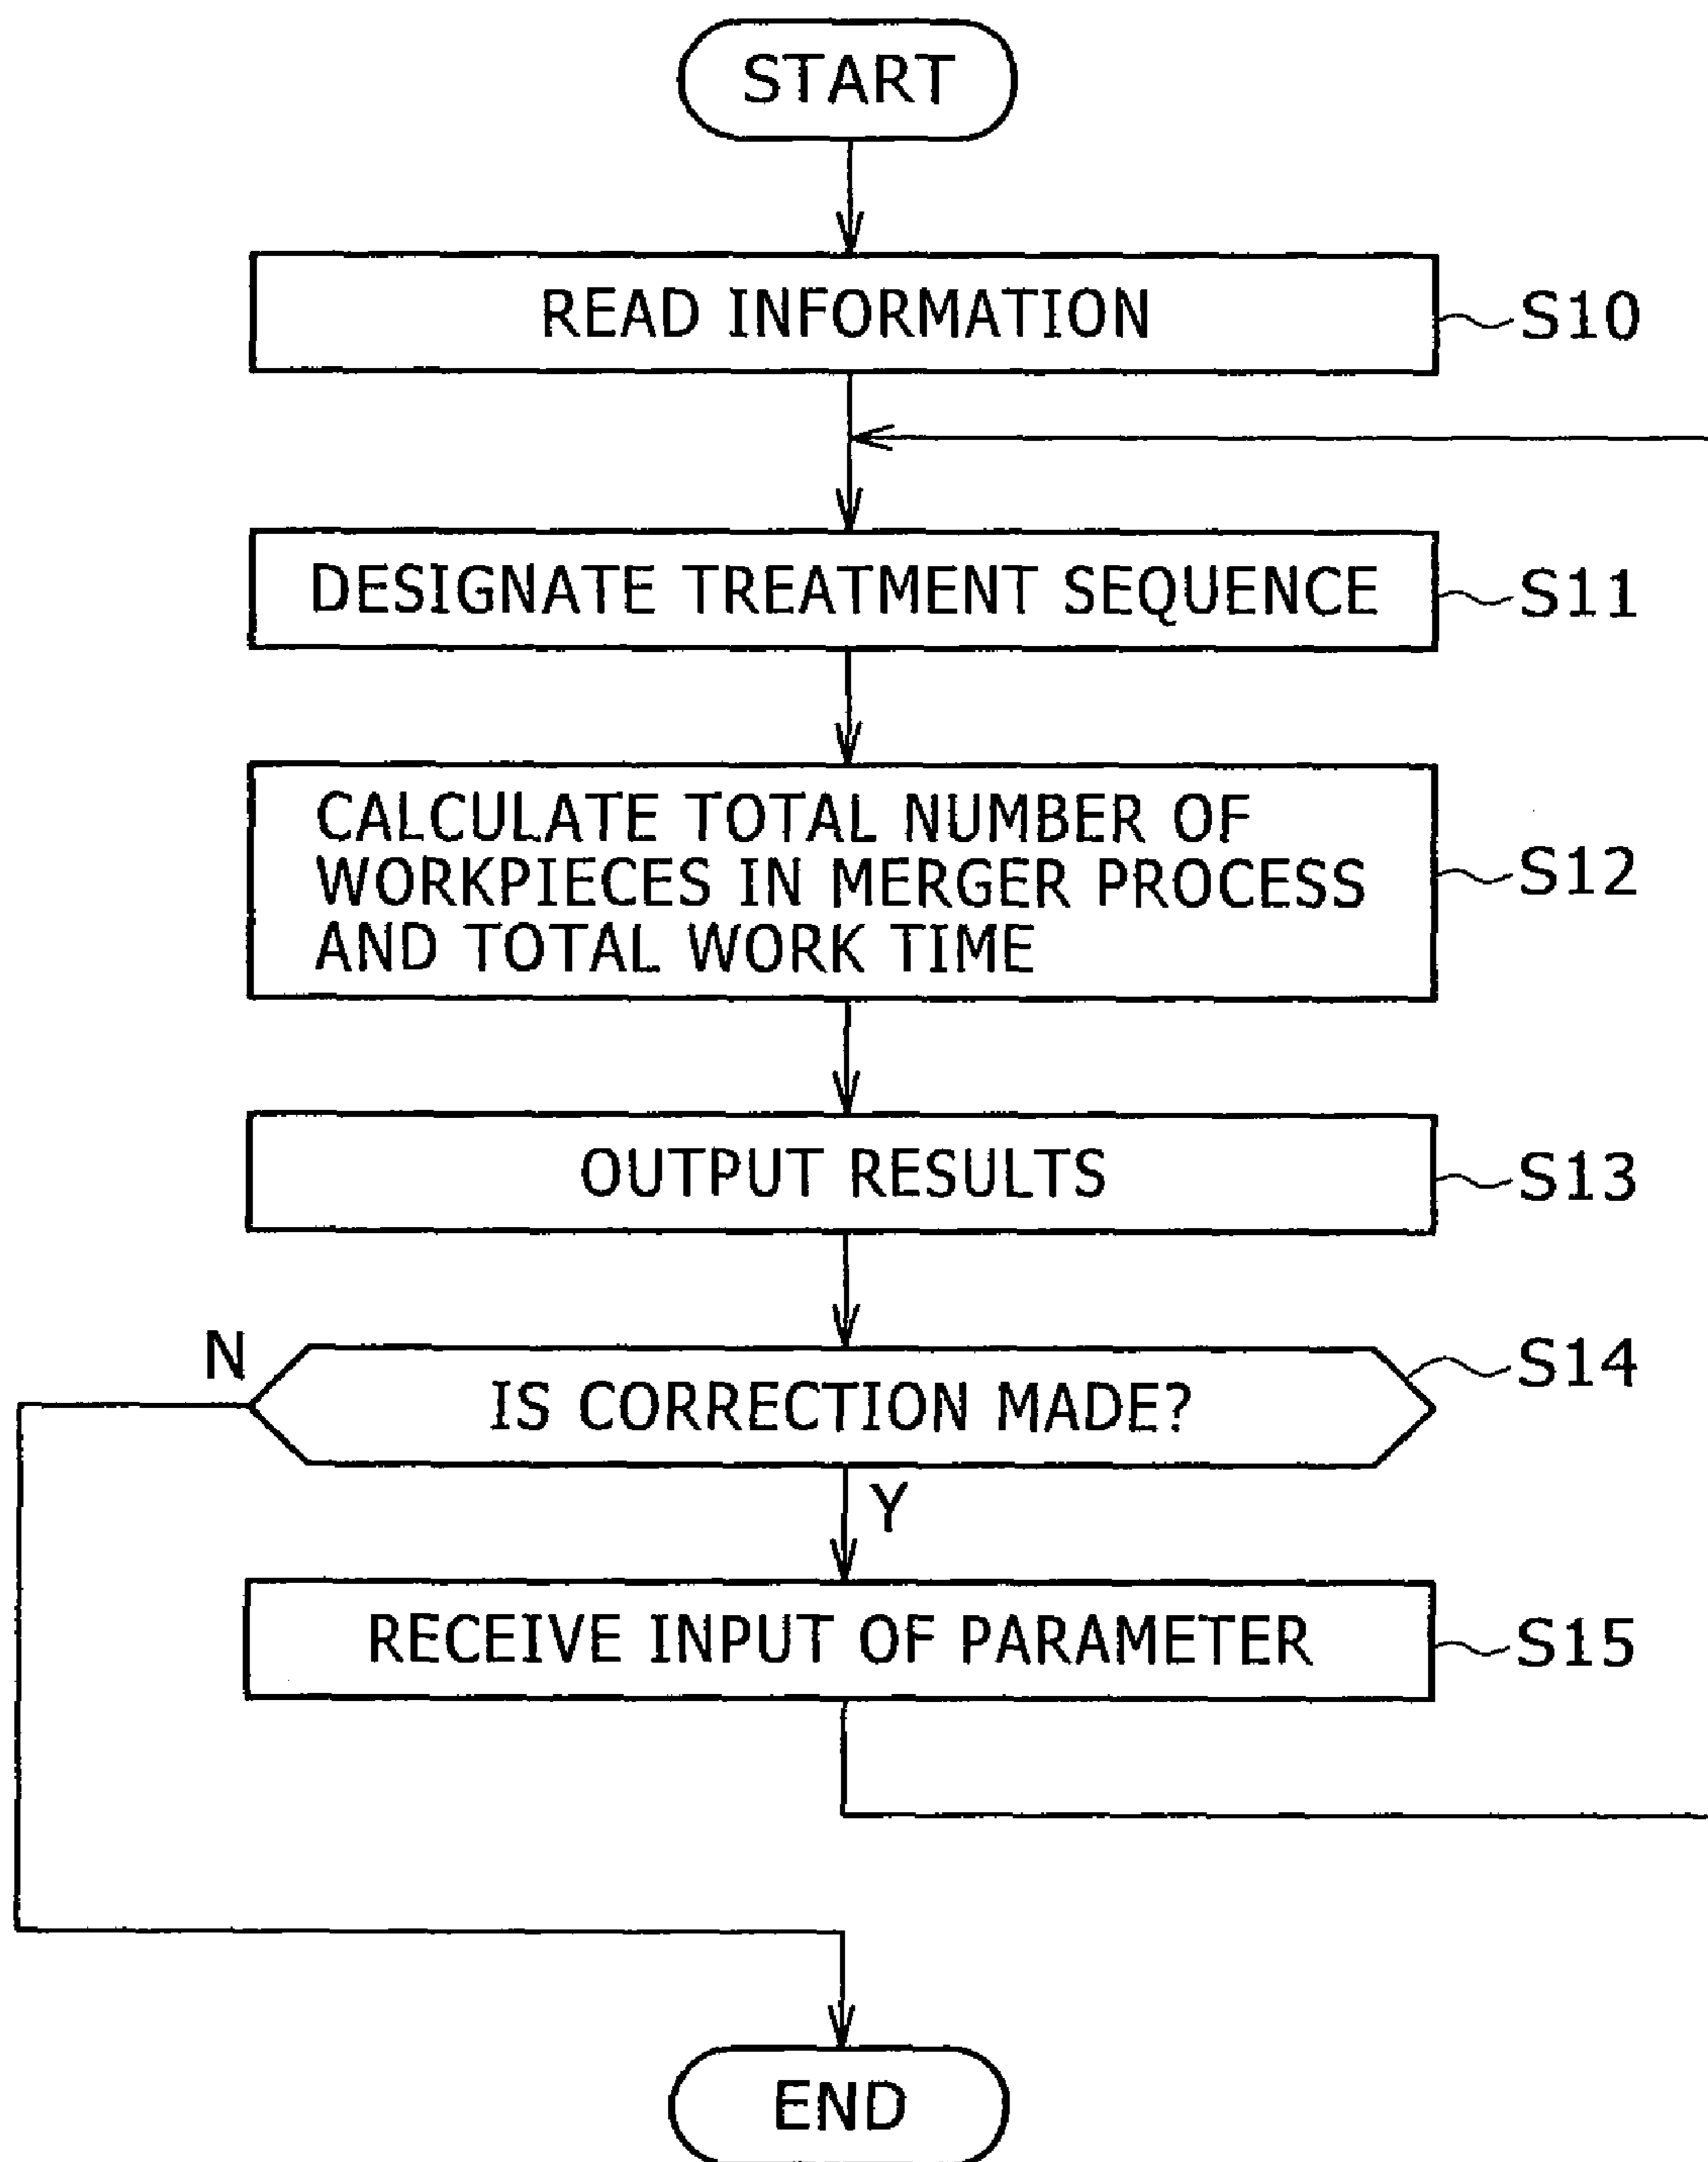 START
READ INFORMATION
S10
DESIGNATE TREATMENT SEQUENCE
S11
CALCULATE TOTAL NUMBER OF
WORKPIECES IN MERGER PROCESS
AND TOTAL WORK TIME
S12
OUTPUT RESULTS
S13
N
IS CORRECTION MADE?
S14
Y
RECEIVE INPUT OF PARAMETER
S15
END